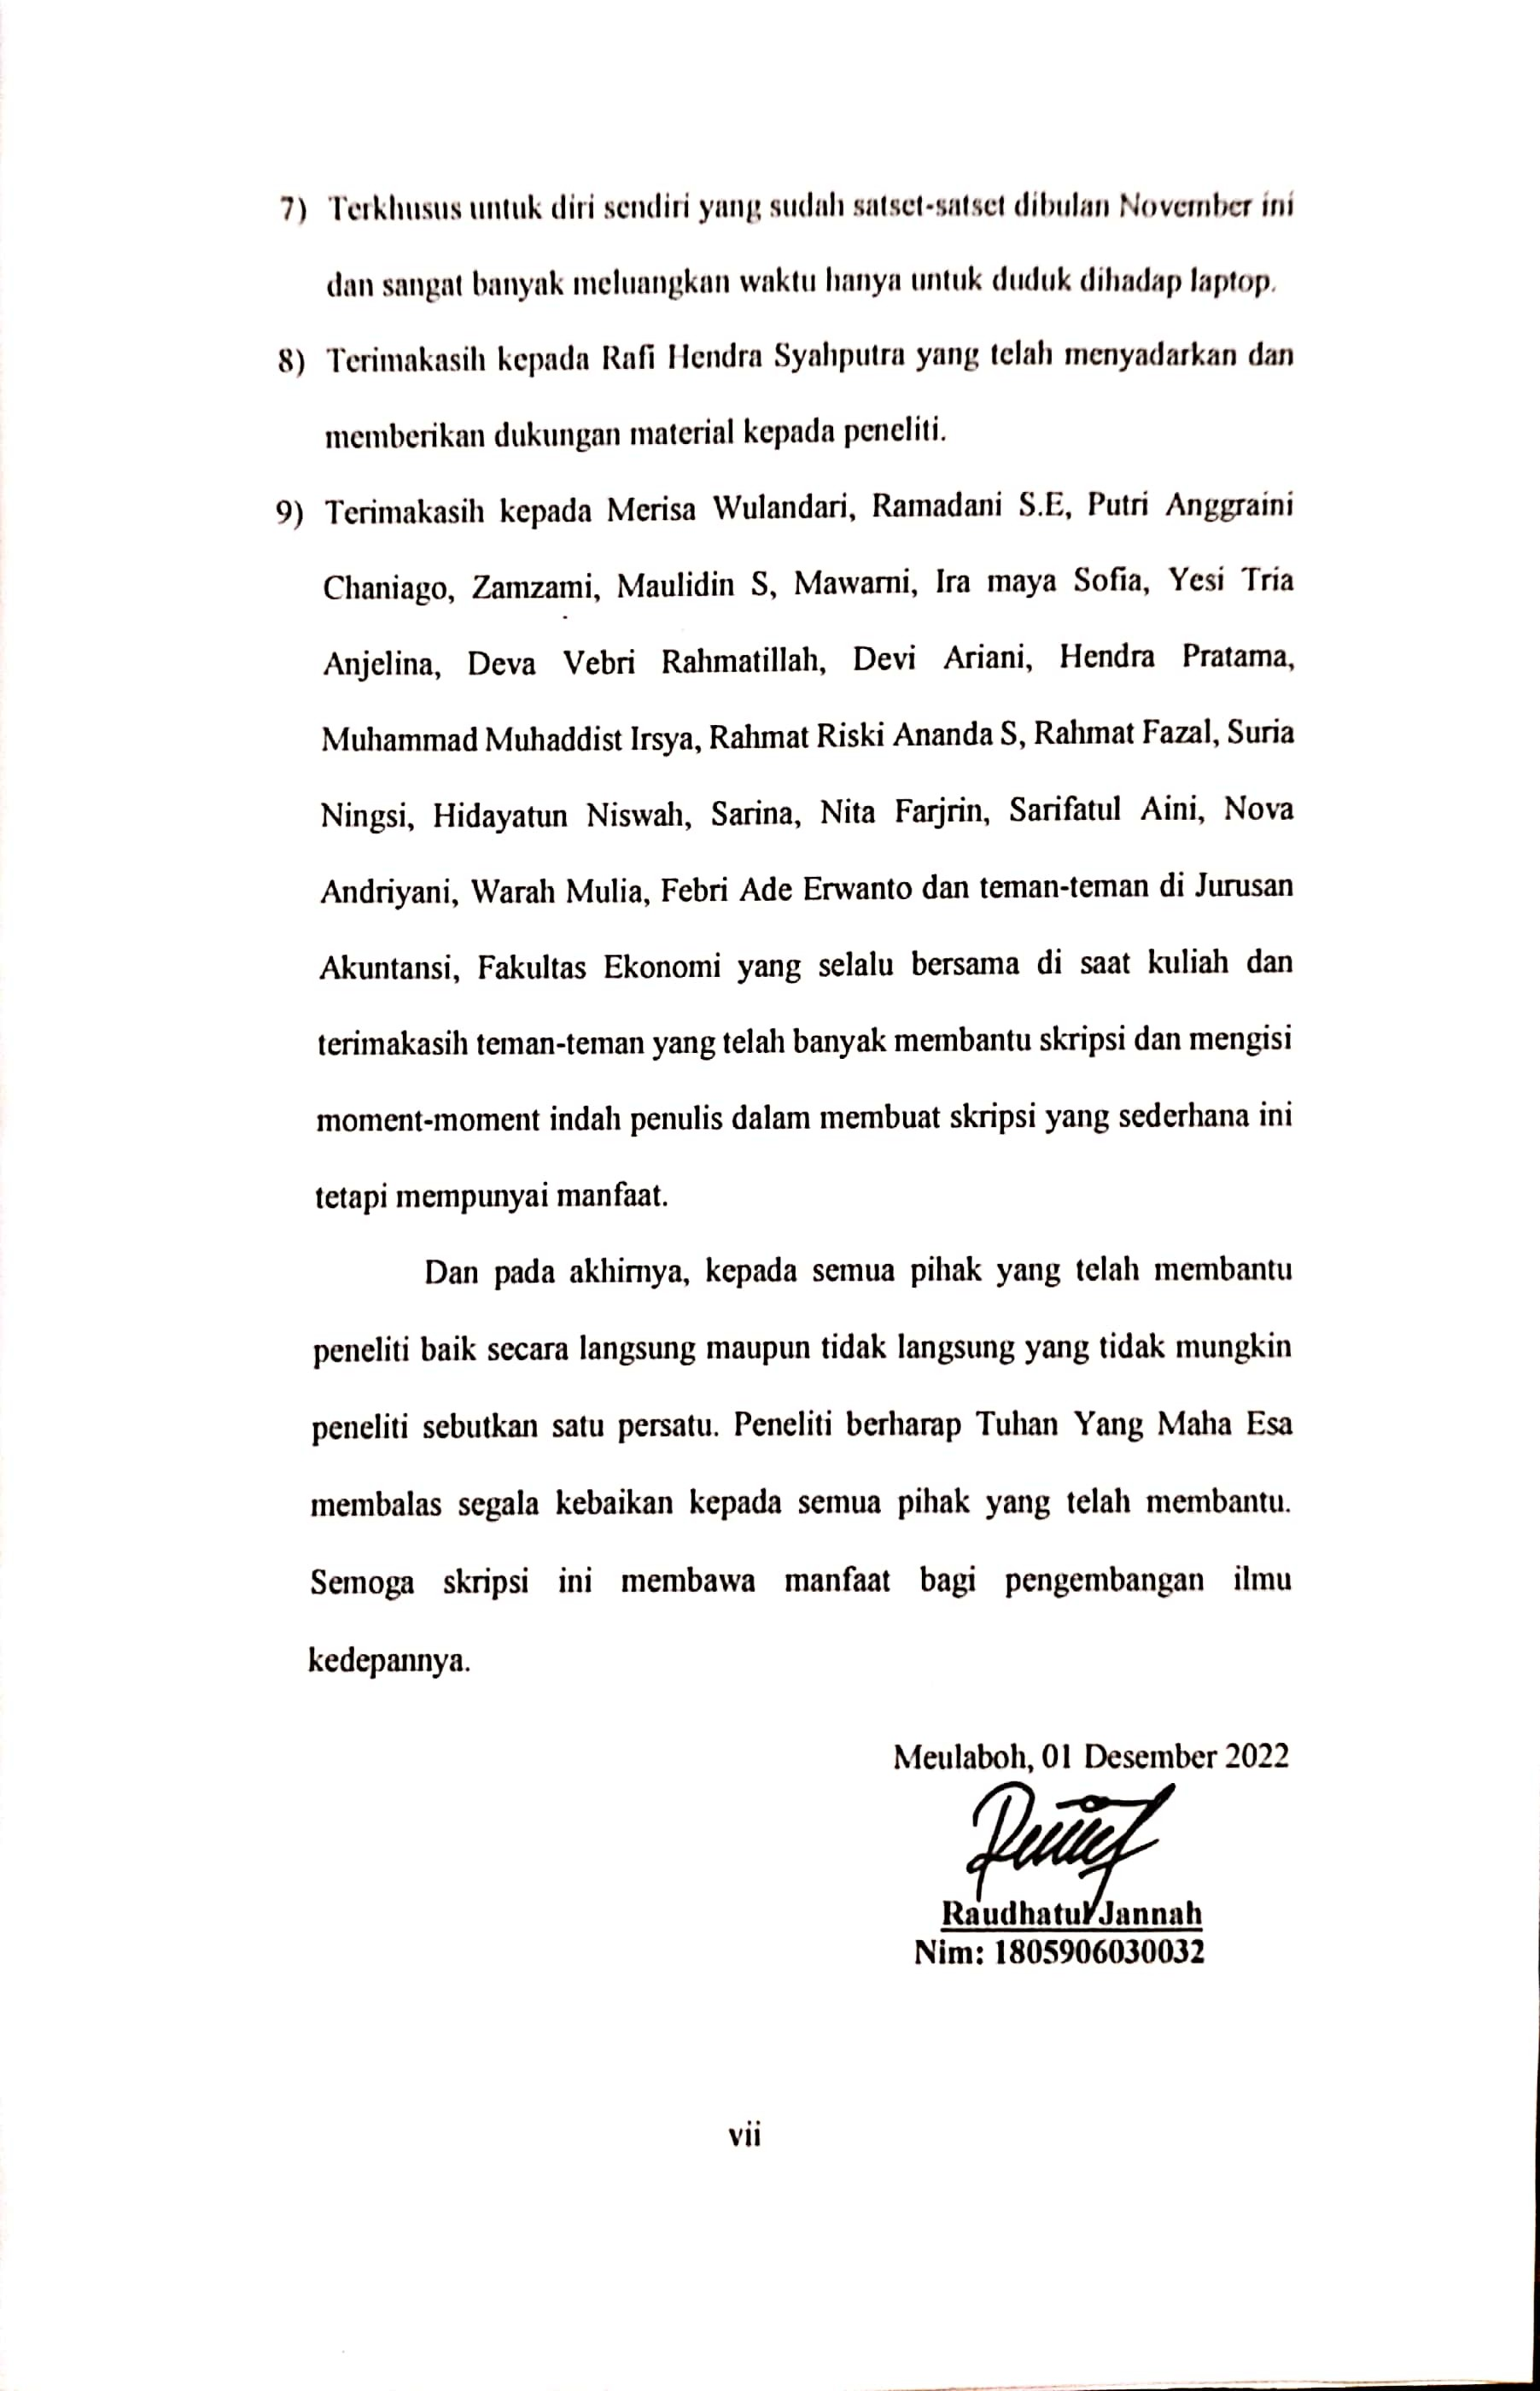 7) Terkhusus untuk diri sendiri yang sudah satset-satset dibulan November ini
dan sangat banyak meluangkan waktu hanya untuk duduk dihadap laptop.
8) Terimakasih kepada Rafi Hendra Syahputra yang telah menyadarkan dan
memberikan dukungan material kepada peneliti.
9) Terimakasih kepada Merisa Wulandari, Ramadani S.E, Putri Anggraini
Chaniago, Zamzami, Maulidin S, Mawarni, Ira maya Sofia, Yesi Tria
Anjelina, Deva Vebri Rahmatillah, Devi Ariani, Hendra Pratama,
Muhammad Muhaddist Irsya, Rahmat Riski Ananda S, Rahmat Fazal, Suria
Ningsi, Hidayatun Niswah, Sarina, Nita Farjrin, Sarifatul Aini, Nova
Andriyani, Warah Mulia, Febri Ade Erwanto dan teman-teman di Jurusan
Akuntansi, Fakultas Ekonomi yang selalu bersama di saat kuliah dan
terimakasih teman-teman yang telah banyak membantu skripsi dan mengisi
moment-moment indah penulis dalam membuat skripsi yang sederhana ini
tetapi mempunyai manfaat.
Dan pada akhirnya, kepada semua pihak yang telah membantu
peneliti baik secara langsung maupun tidak langsung yang tidak mungkin
peneliti sebutkan satu persatu. Peneliti berharap Tuhan Yang Maha Esa
membalas segala kebaikan kepada semua pihak yang telah membantu.
Semoga skripsi ini membawa manfaat bagi pengembangan ilmu
kedepannya.
Meulaboh, 01 Desember 2022
Raudhatul Jannah
Nim: 1805906030032
vii